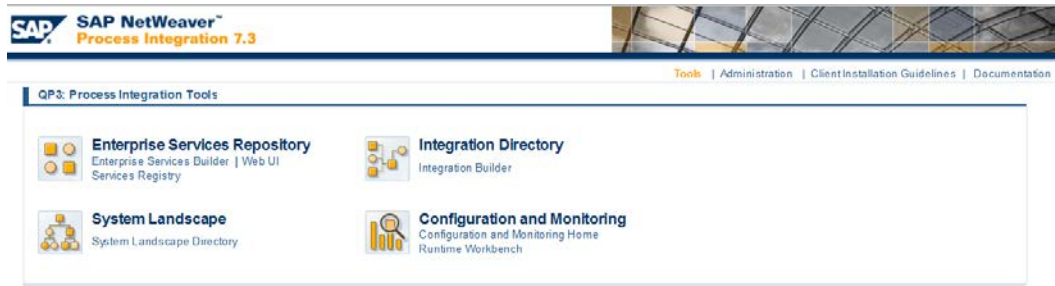 SAP
SAP NetWeaver™
Process Integration 7.3
Tools | Administration | Client Installation Guidelines | Documentation
QP3: Process Integration Tools
Enterprise Services Repository
Enterprise Services Builder | Web UI
Services Registry
Integration Directory
Integration Builder
System Landscape
System Landscape Directory
Configuration and Monitoring
Configuration and Monitoring Home
Runtime Workbench